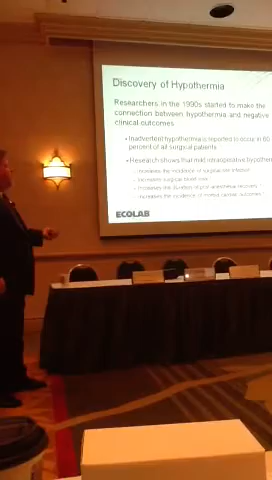 Discovery of Hypothermia
Researchers in the 1990s started to make the
connection between hypothermia and negative
clinical outcomes
• Inadvertent hypothermia is reported to occur in 60
percent of all surgical patients
• Research shows that mild intraoperative hypothermia
– Increases the incidence of surgical site infection
– Increases surgical blood loss
– Increases the duration of post anesthetic recovery
– Increases the incidence of morbid cardiac outcomes
ECOLAB